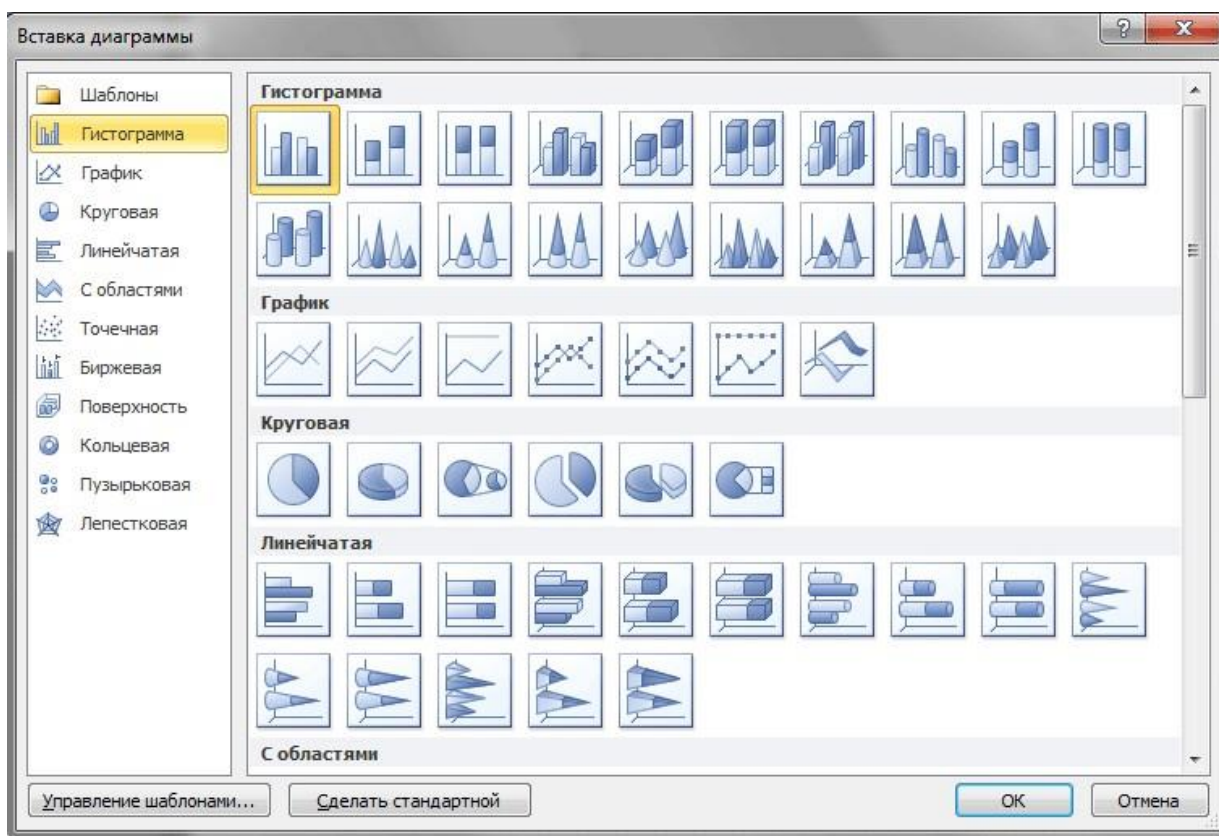 Вставка диаграммы
Шаблоны
Гистограмма
График
Круговая
Линейчатая
С областями
Точечная
Биржевая
Поверхность
Кольцевая
Пузырьковая
Лепестковая
Гистограмма
График
Круговая
Линейчатая
С областями
Управление шаблонами...
Сделать стандартной
ОК
Отмена